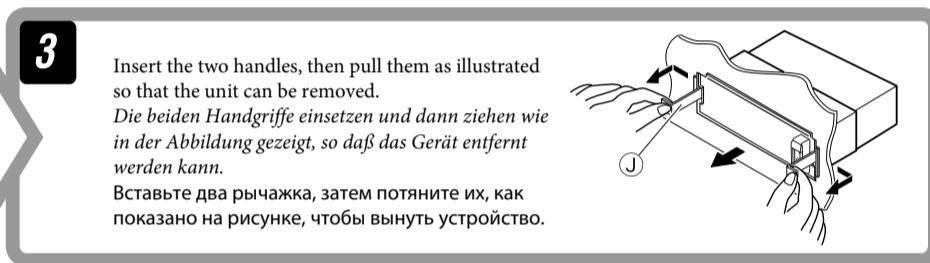 3
Insert the two handles, then pull them as illustrated
so that the unit can be removed.
Die beiden Handgriffe einsetzen und dann ziehen wie
in der Abbildung gezeigt, so daß das Gerät entfernt
werden kann.
Вставьте два рычажка, затем потяните их, как
показано на рисунке, чтобы вынуть устройство.
J